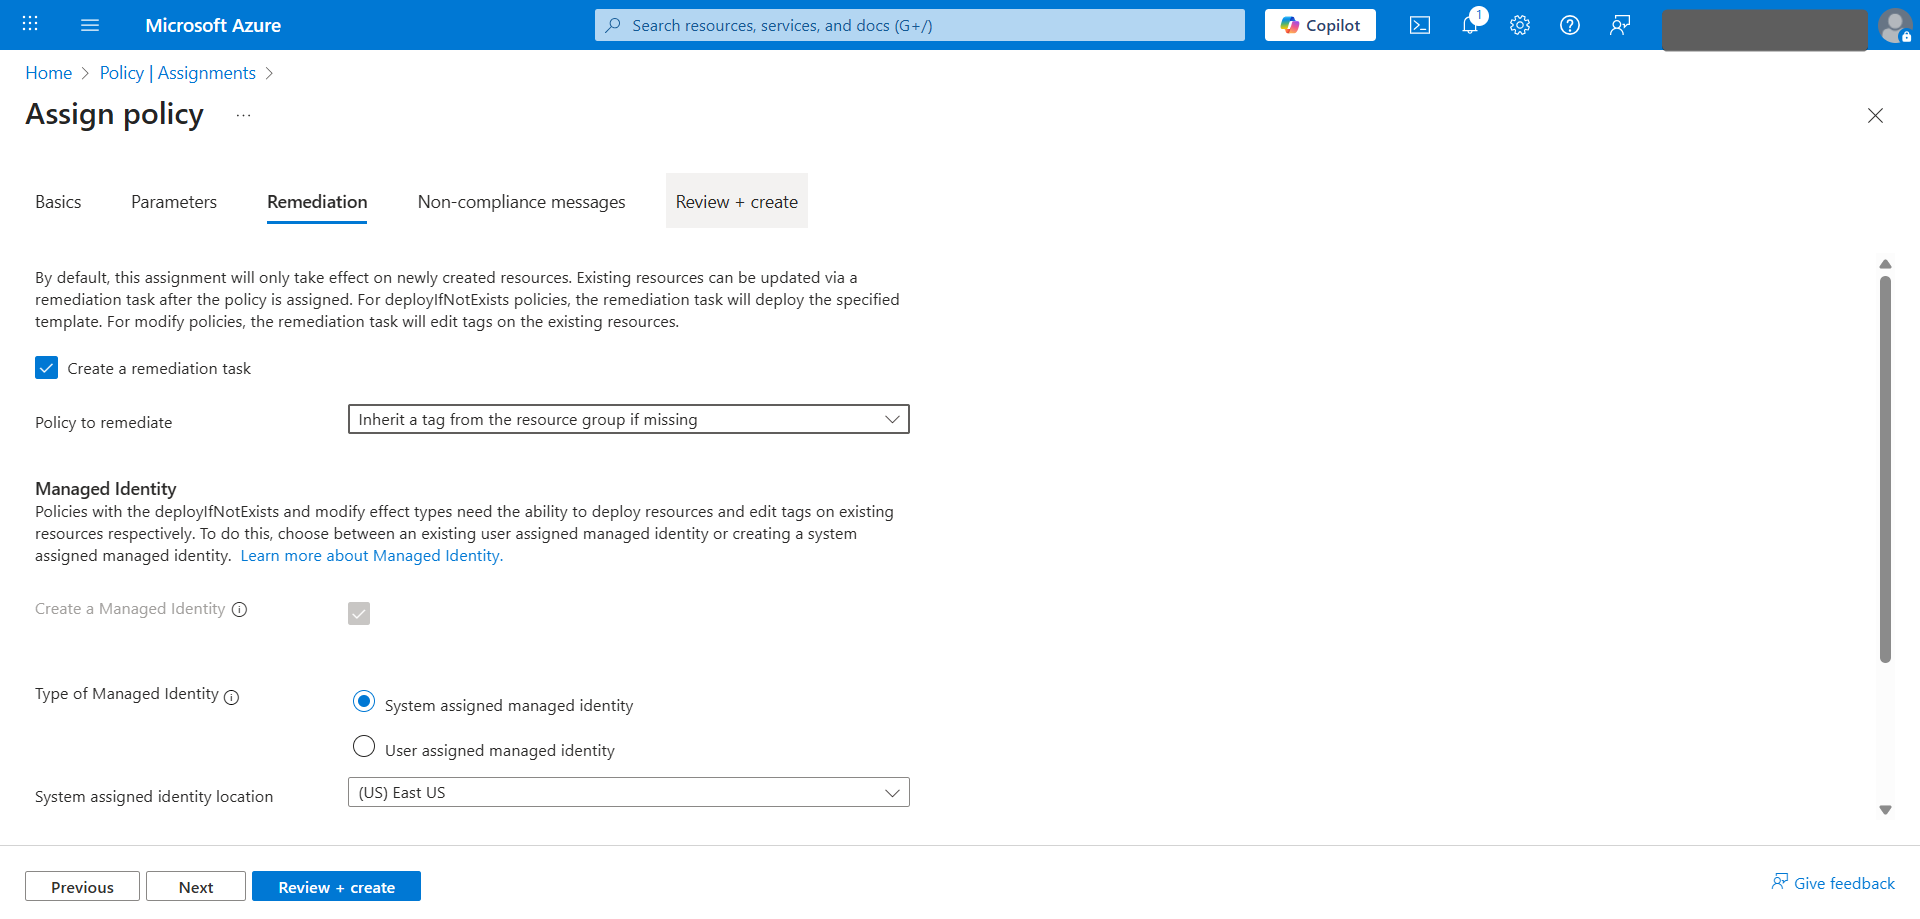 Microsoft Azure
Search resources, services, and docs (G+/)
Copilot
1
Home > Policy | Assignments >
Assign policy ...
Basics
Parameters
Remediation
Non-compliance messages
Review + create
By default, this assignment will only take effect on newly created resources. Existing resources can be updated via a
remediation task after the policy is assigned. For deployIfNotExists policies, the remediation task will deploy the specified
template. For modify policies, the remediation task will edit tags on the existing resources.
Create a remediation task
Policy to remediate
Inherit a tag from the resource group if missing
Managed Identity
Policies with the deployIfNotExists and modify effect types need the ability to deploy resources and edit tags on existing
resources respectively. To do this, choose between an existing user assigned managed identity or creating a system
assigned managed identity. Learn more about Managed Identity.
Create a Managed Identity
Type of Managed Identity
System assigned managed identity
User assigned managed identity
System assigned identity location
(US) East US
Previous
Next
Review + create
Give feedback